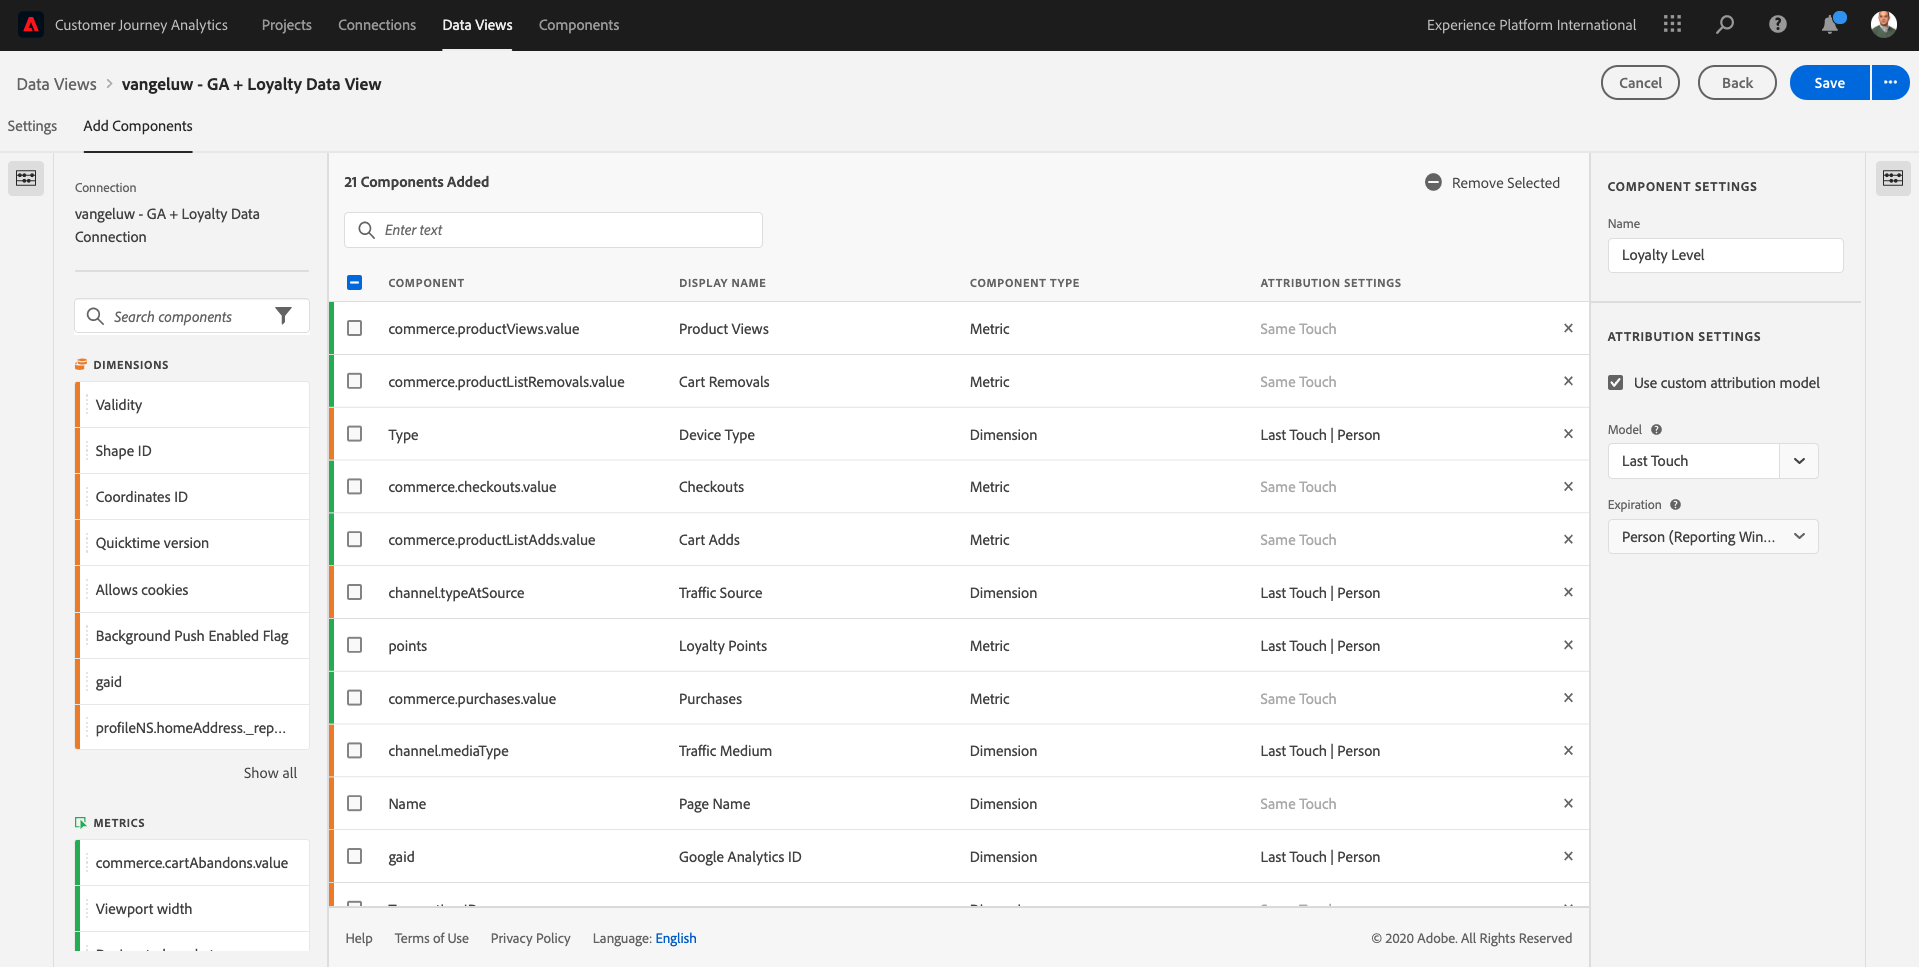 Customer Journey Analytics Projects Connections Data Views Components Experience Platform International
Data Views > vangeluw - GA + Loyalty Data View Cancel Back Save ...
Settings Add Components
Connection
vangeluw - GA + Loyalty Data
Connection
Search components
DIMENSIONS
Validity
Shape ID
Coordinates ID
Quicktime version
Allows cookies
Background Push Enabled Flag
gaid
profileNS.homeAddress._rep...
Show all
METRICS
commerce.cartAbandons.value
Viewport width
21 Components Added Remove Selected
Enter text
COMPONENT DISPLAY NAME COMPONENT TYPE ATTRIBUTION SETTINGS
commerce.productViews.value Product Views Metric Same Touch
commerce.productListRemovals.value Cart Removals Metric Same Touch
Type Device Type Dimension Last Touch | Person
commerce.checkouts.value Checkouts Metric Same Touch
commerce.productListAdds.value Cart Adds Metric Same Touch
channel.typeAtSource Traffic Source Dimension Last Touch | Person
points Loyalty Points Metric Last Touch | Person
commerce.purchases.value Purchases Metric Same Touch
channel.mediaType Traffic Medium Dimension Last Touch | Person
Name Page Name Dimension Same Touch
gaid Google Analytics ID Dimension Last Touch | Person
Help Terms of Use Privacy Policy Language: English © 2020 Adobe. All Rights Reserved
COMPONENT SETTINGS
Name
Loyalty Level
ATTRIBUTION SETTINGS
Use custom attribution model
Model
Last Touch
Expiration
Person (Reporting Win...